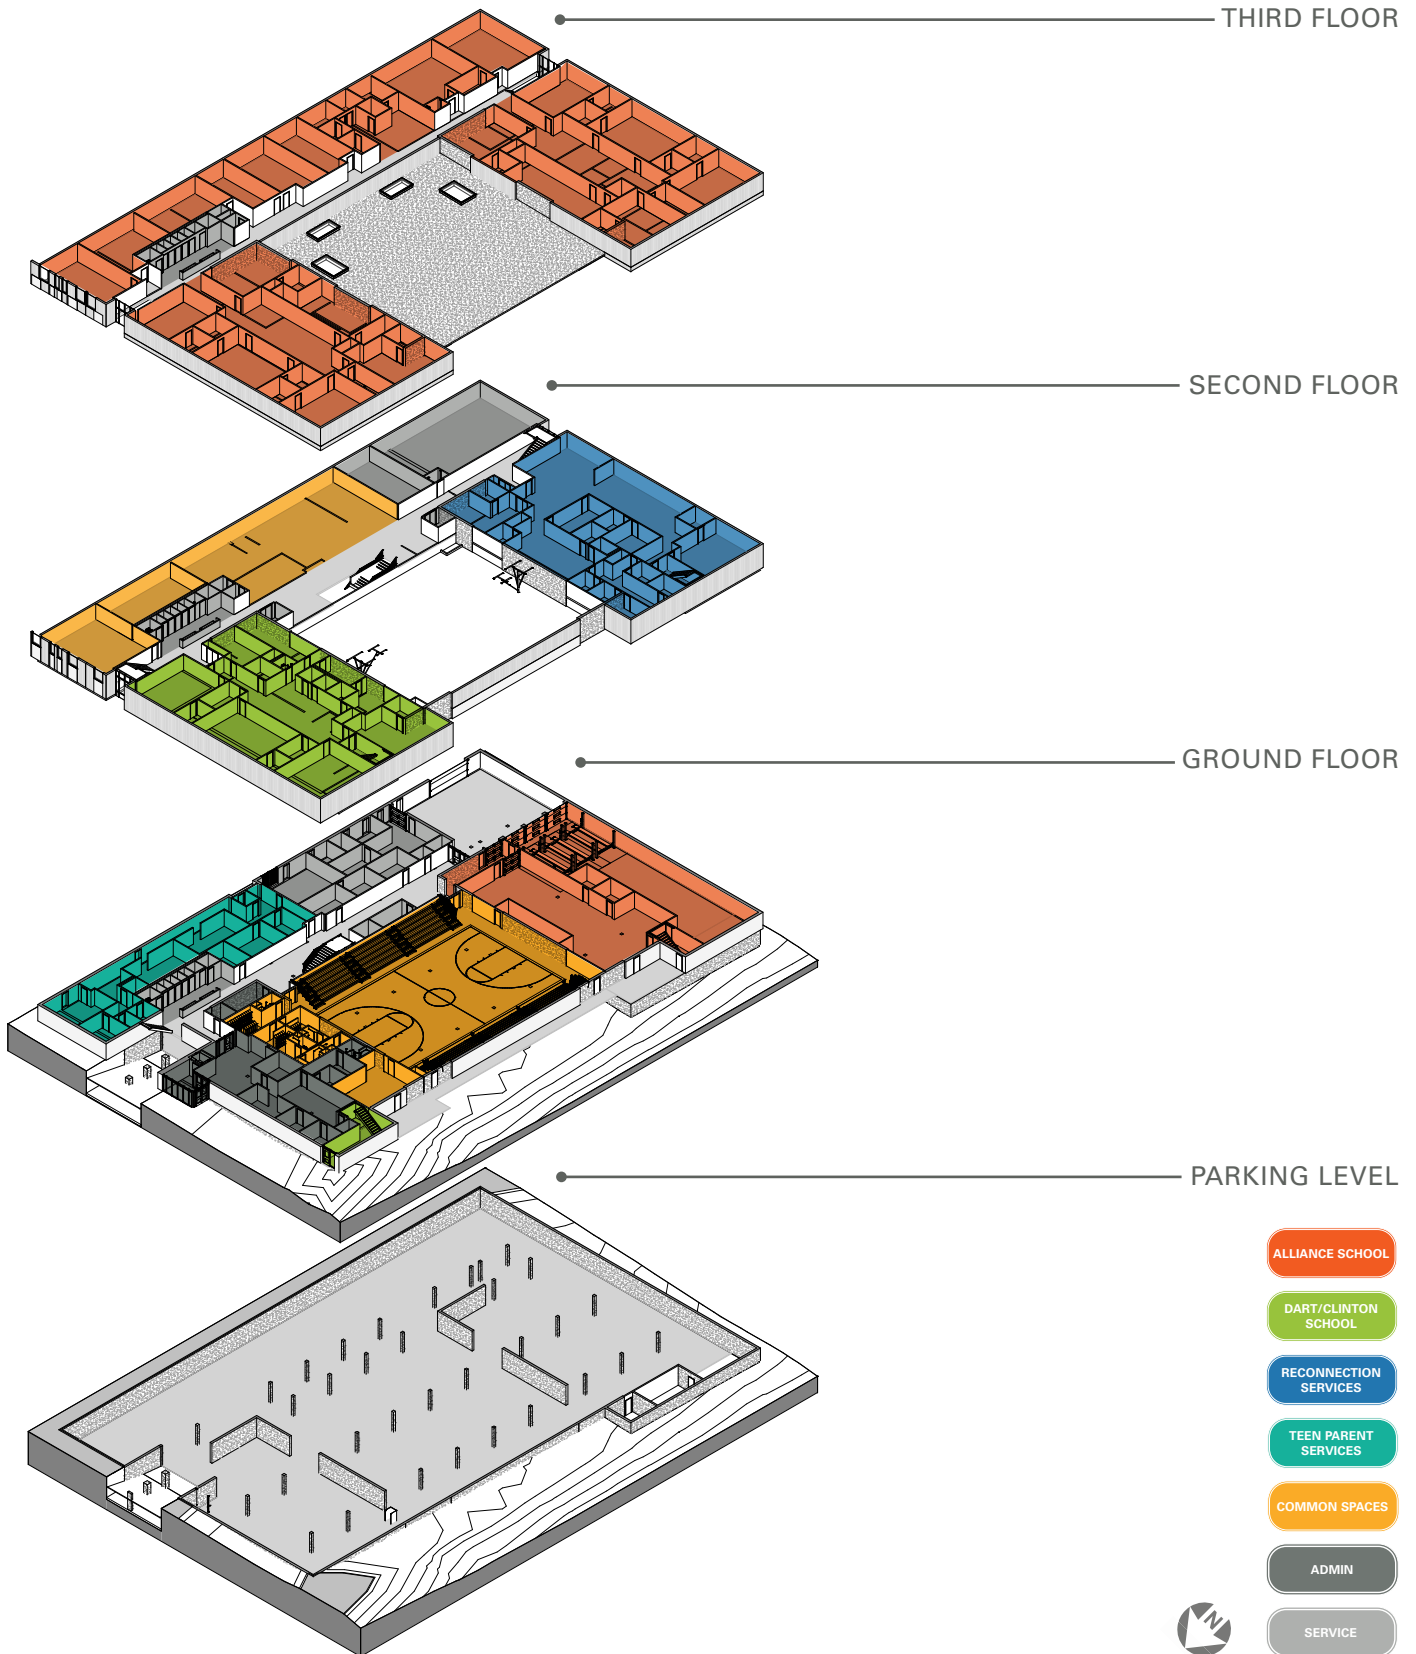 THIRD FLOOR
SECOND FLOOR
GROUND FLOOR
PARKING LEVEL
ALLIANCE SCHOOL
DART/CLINTON
SCHOOL
RECONNECTION
SERVICES
TEEN PARENT
SERVICES
COMMON SPACES
ADMIN
N
SERVICE